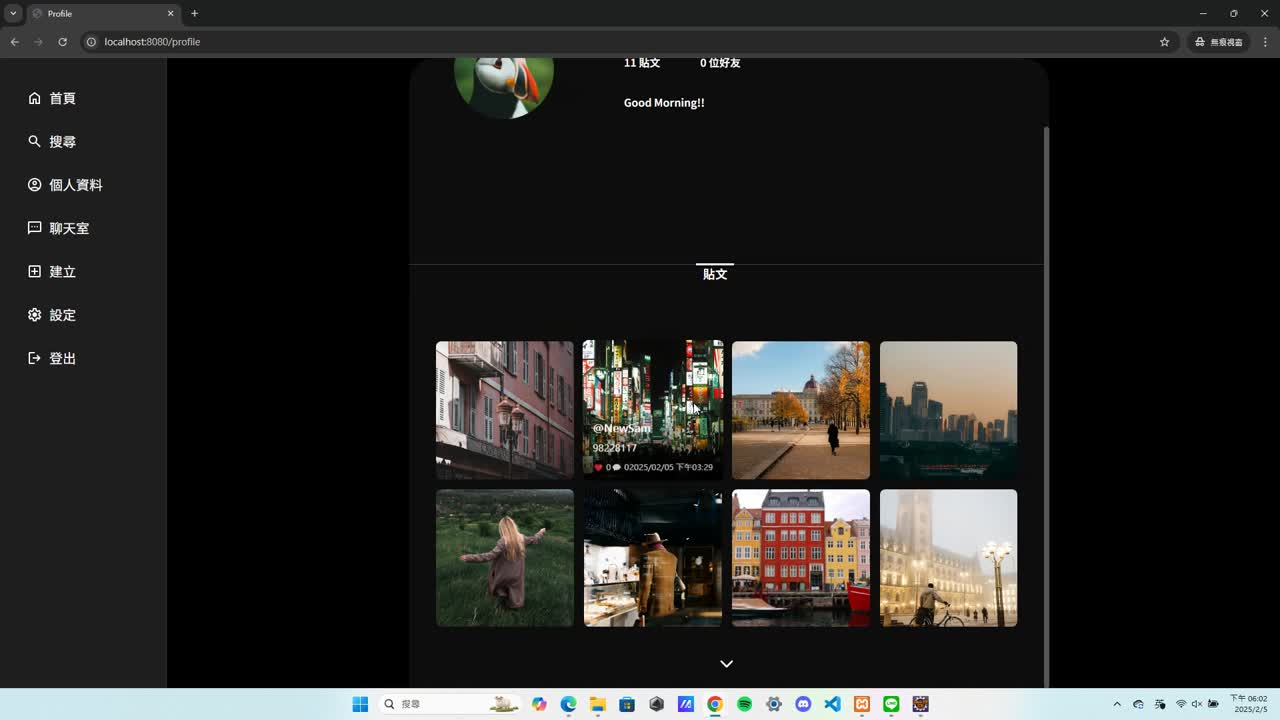 Profile
localhost:8080/profile
無痕視窗
首頁
搜尋
個人資料
聊天室
建立
設定
登出
11 貼文 0 位好友
Good Morning!!
貼文
@NewSam
98228117
0 02025/02/05 下午03:29
搜尋
下午 06:02
2025/2/5